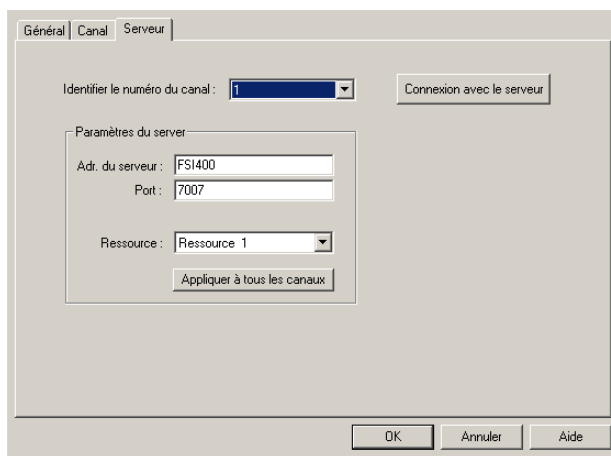 Général Canal Serveur
Identifier le numéro du canal : 1 Connexion avec le serveur
Paramètres du server
Adr. du serveur : FSI400
Port : 7007
Ressource : Ressource 1
Appliquer à tous les canaux
OK Annuler Aide